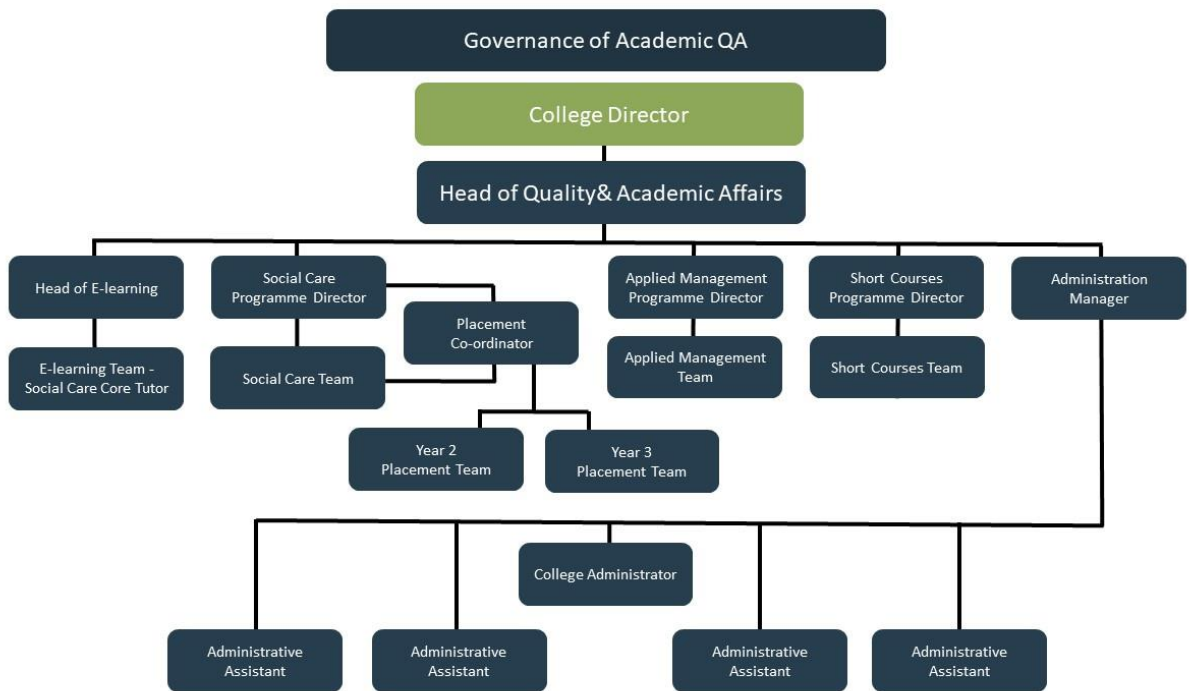 Governance of Academic QA
College Director
Head of Quality& Academic Affairs
Head of E-learning
Social Care
Programme Director
Applied Management
Programme Director
Short Courses
Programme Director
Administration
Manager
Placement
Co-ordinator
E-learning Team -
Social Care Core Tutor
Social Care Team
Applied Management
Team
Short Courses Team
Year 2
Placement Team
Year 3
Placement Team
College Administrator
Administrative
Assistant
Administrative
Assistant
Administrative
Assistant
Administrative
Assistant